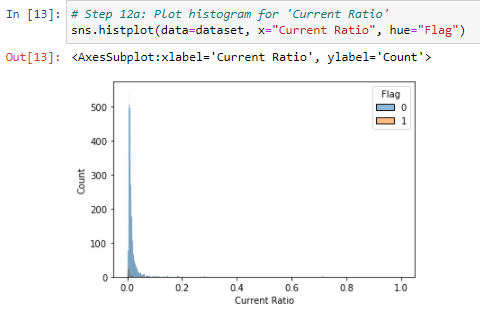 In [13]: # Step 12a: Plot histogram for 'Current Ratio'
sns.histplot(data=dataset, x="Current Ratio", hue="Flag")
Out[13]: <AxesSubplot:xlabel='Current Ratio', ylabel='Count'>
Flag
0
1
500
400
300
200
100
0
Count
0.0 0.2 0.4 0.6 0.8 1.0
Current Ratio